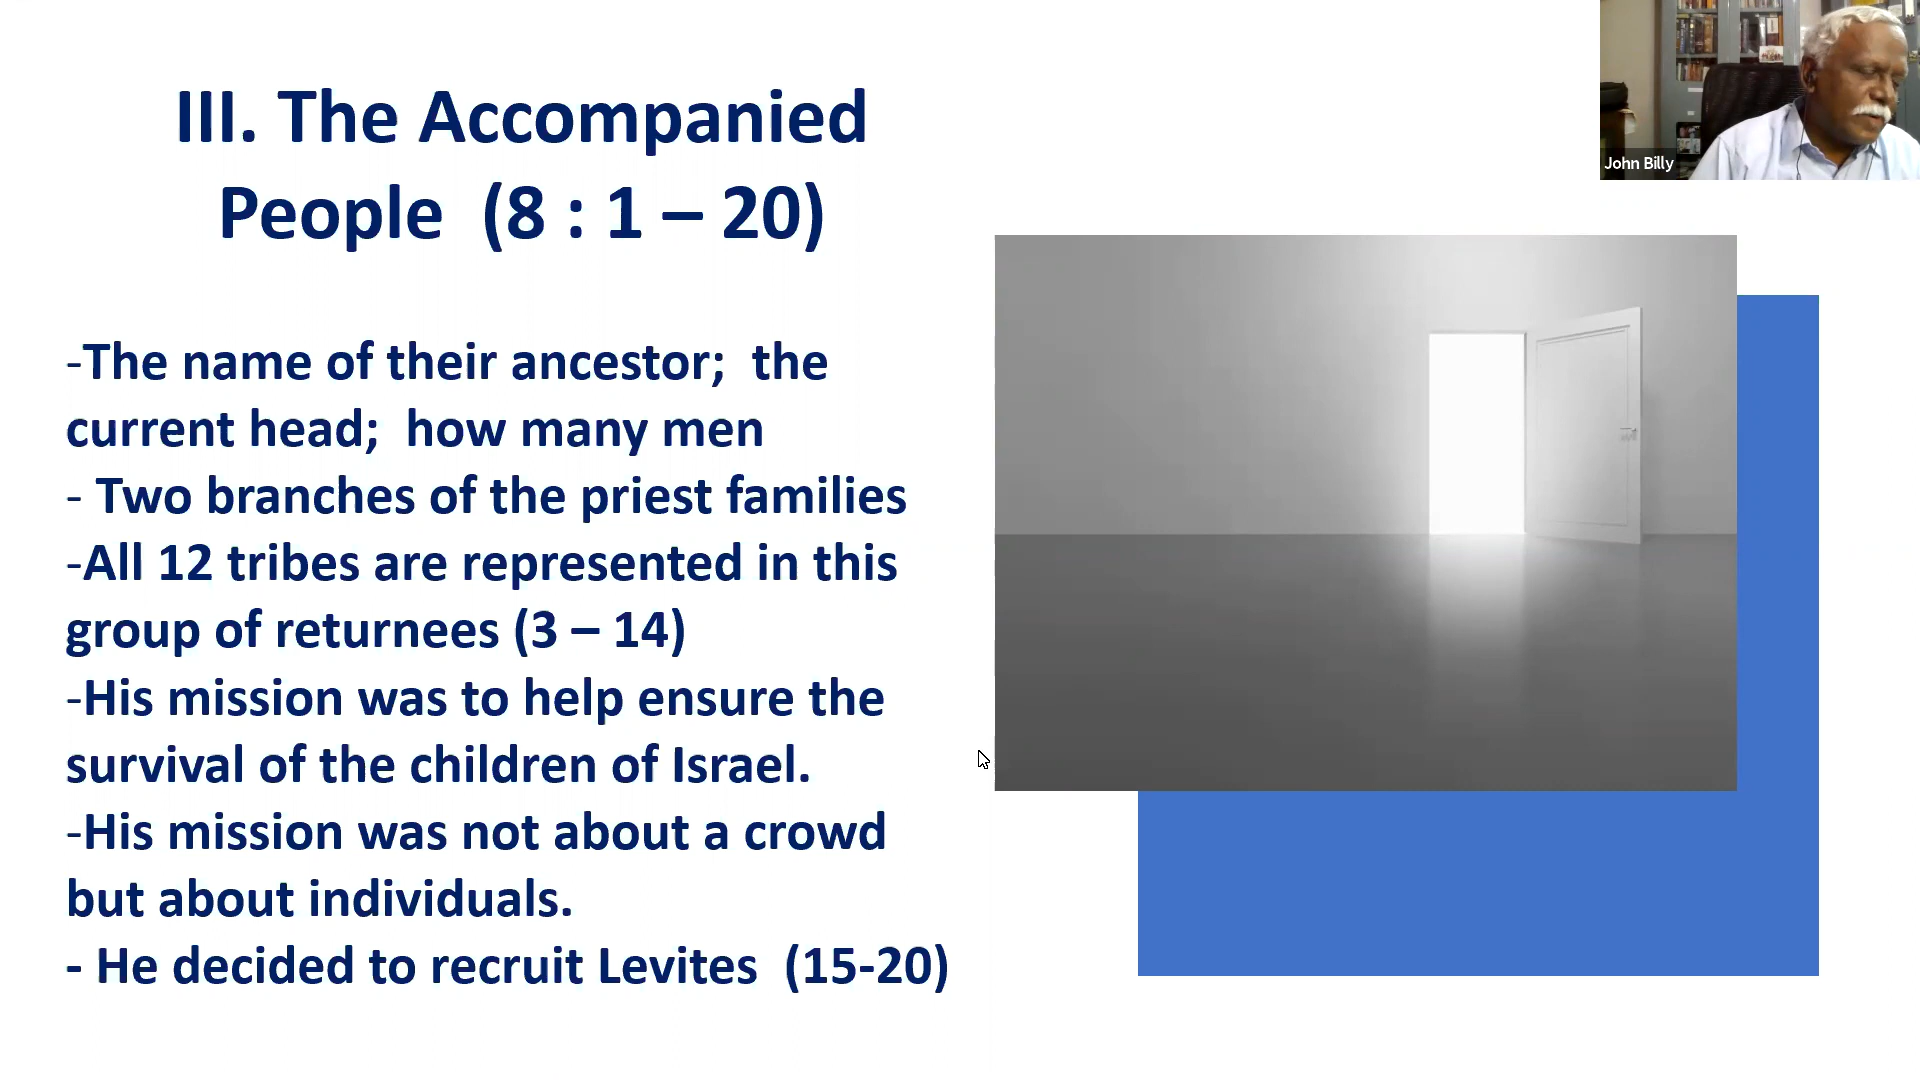 III. The Accompanied
People (8 : 1 – 20)
-The name of their ancestor; the
current head; how many men
- Two branches of the priest families
-All 12 tribes are represented in this
group of returnees (3 – 14)
-His mission was to help ensure the
survival of the children of Israel.
-His mission was not about a crowd
but about individuals.
- He decided to recruit Levites (15-20)
John Billy